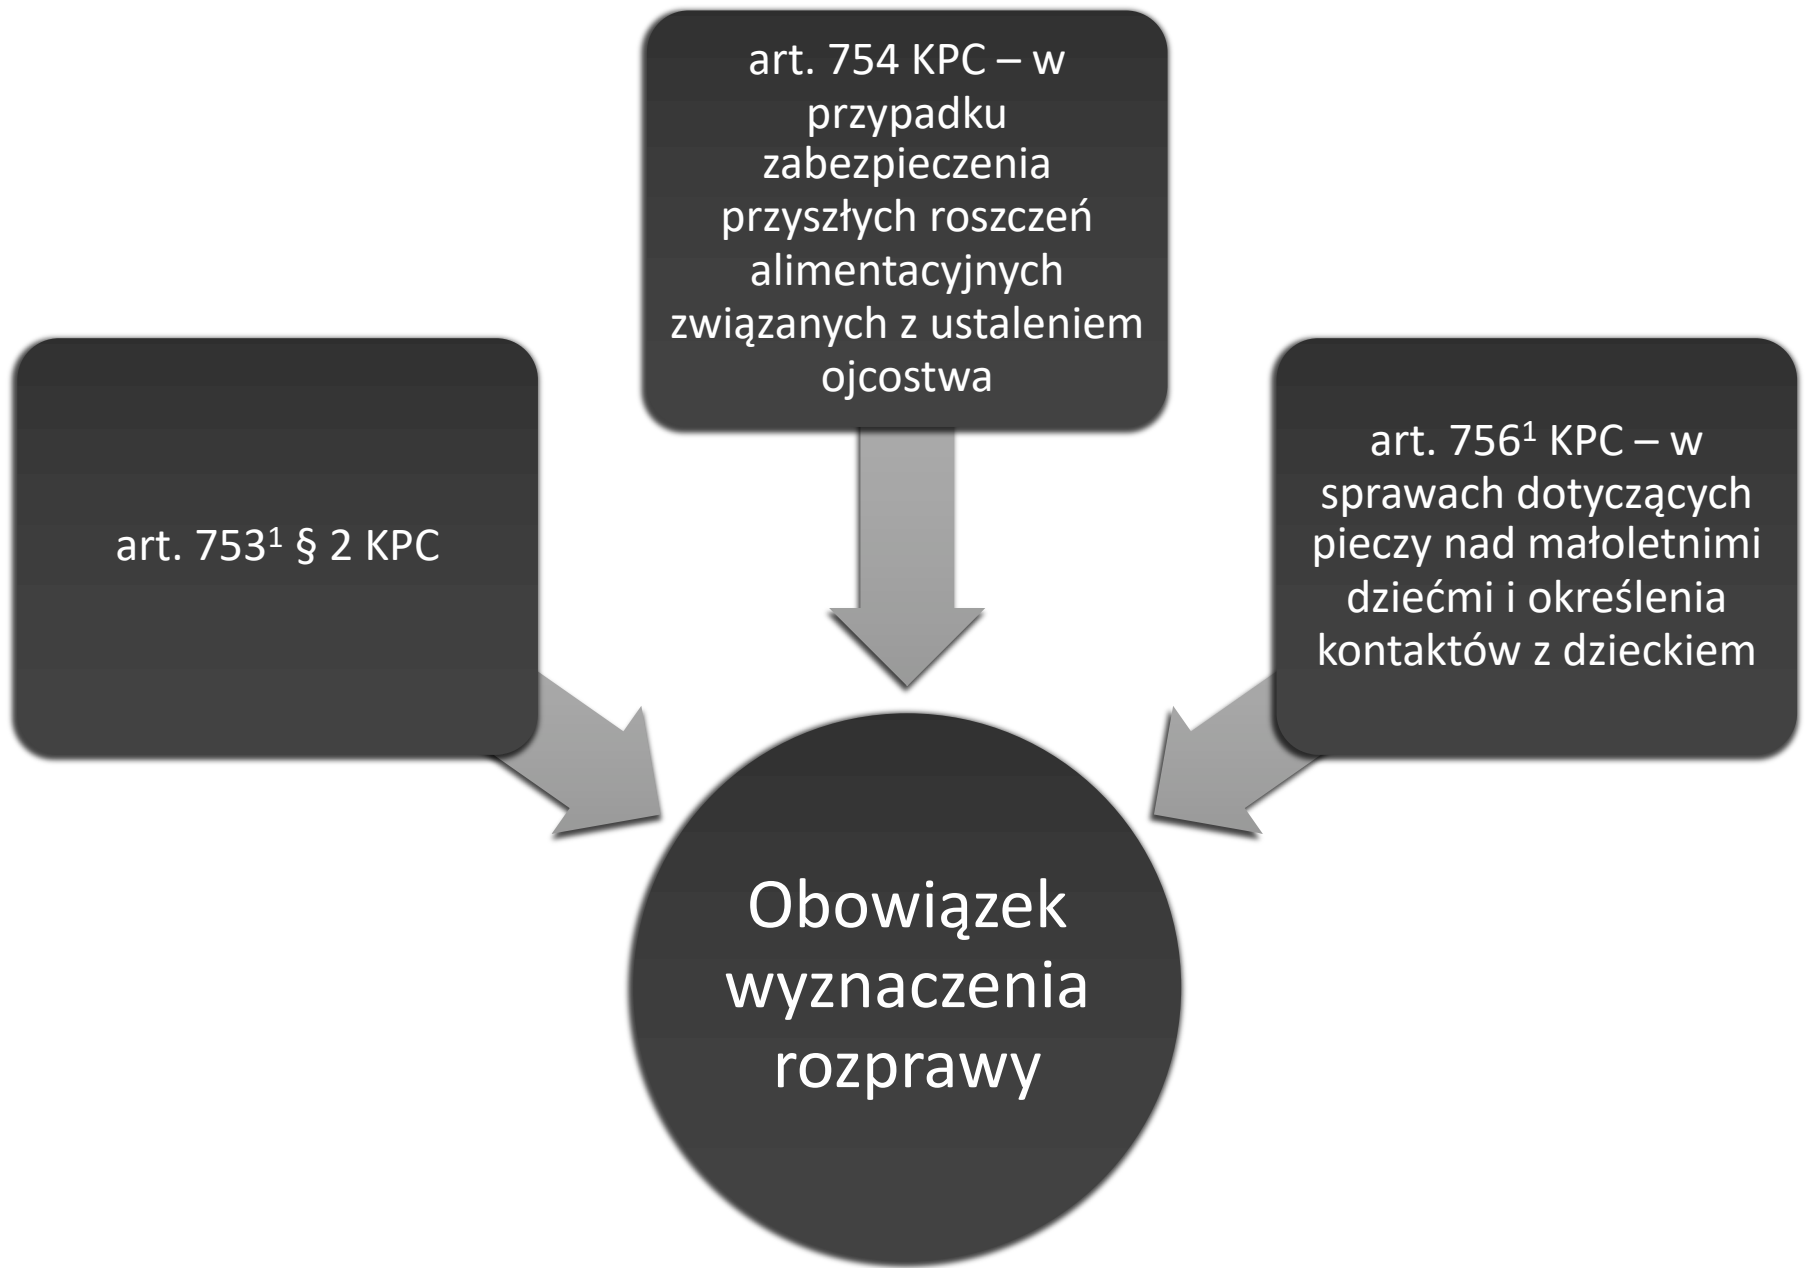 art. 754 KPC – w
przypadku
zabezpieczenia
przyszłych roszczeń
alimentacyjnych
związanych z ustaleniem
ojcostwa
art. 753¹ § 2 KPC
art. 756¹ KPC – w
sprawach dotyczących
pieczy nad małoletnimi
dziećmi i określenia
kontaktów z dzieckiem
Obowiązek
wyznaczenia
rozprawy